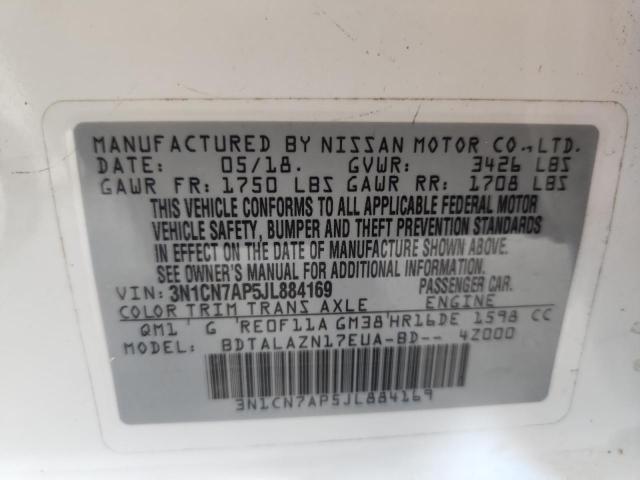 MANUFACTURED BY NISSAN MOTOR CO., LTD.
DATE: 05/18. GVWR: 3426 LBS
GAWR FR: 1750 LBS GAWR RR: 1708 LBS
THIS VEHICLE CONFORMS TO ALL APPLICABLE FEDERAL MOTOR
VEHICLE SAFETY, BUMPER AND THEFT PREVENTION STANDARDS
IN EFFECT ON THE DATE OF MANUFACTURE SHOWN ABOVE.
SEE OWNER'S MANUAL FOR ADDITIONAL INFORMATION.
VIN: 3N1CN7AP5JL884169 PASSENGER CAR.
COLOR TRIM TRANS AXLE ENGINE
QM1 G RE0F11A GM38 HR16DE 1598 CC
MODEL: BDTALAZN17EUA-BD-- 4Z000
3N1CN7AP5JL884169